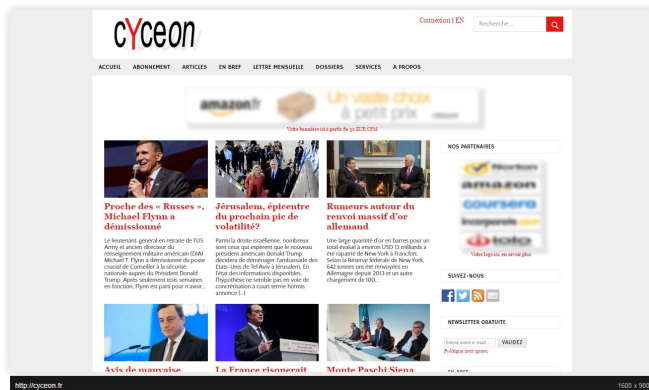 cYceon
Connexion | EN
Recherche ...
ACCUEIL ABONNEMENT ARTICLES EN BREF LETTRE MENSUELLE DOSSIERS SERVICES A PROPOS
amazon.fr
Un vaste choix
à petit prix
Votre bannière ici à partir de 50 EUR CPM
Proche des « Russes »,
Michael Flynn a
démissionné
Le lieutenant-général en retraite de l'US
Army et ancien directeur du
renseignement militaire américain (DIA)
Michael T. Flynn a démissionné du poste
crucial de Conseiller à la sécurité
nationale auprès du Président Donald
Trump. Après seulement trois semaines
en fonction, Flynn est parti pour n'avoir...
Jérusalem, épicentre
du prochain pic de
volatilité?
Parmi la droite israélienne, nombreux
sont ceux qui espèrent que le nouveau
président américain Donald Trump
décidera de déménager l'ambassade des
Etats-Unis de Tel Aviv à Jérusalem. En
l'état des informations disponibles,
l'hypothèse ne semble pas en voie de
concrétisation à court terme hormis
annonce [...]
Rumeurs autour du
renvoi massif d'or
allemand
Une large quantité d'or en barres pour un
total évalué à environ USD 13 milliards a
été rapatrié de New York à Francfort.
Selon la Réserve fédérale de New York,
642 tonnes ont été renvoyées en
Allemagne depuis 2013 et un autre
chargement de 100...
Avis de mauvaise
La France risquerait
Monte Paschi Siena,
NOS PARTENAIRES
Norton
amazon
coursera
incorporate.com
iolo
Votre logo ici, en savoir plus
SUIVEZ-NOUS
NEWSLETTER GRATUITE
VALIDEZ
Politique anti-spam.
EN BREF
http://cyceon.fr
1600 x 900